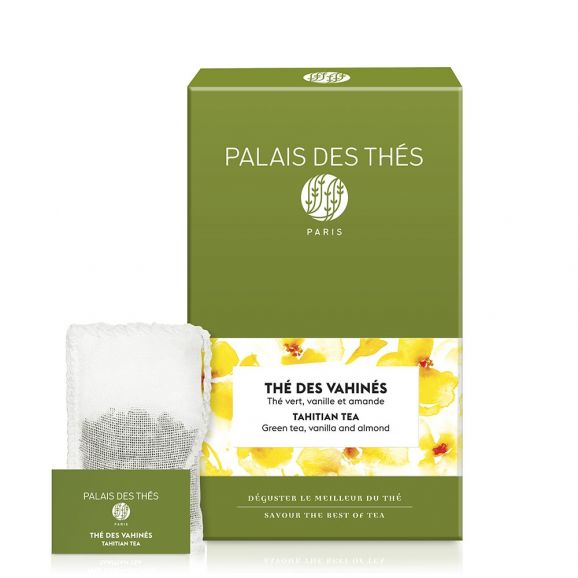 PALAIS DES THÉS
PARIS
THÉ DES VAHINÉS
Thé vert, vanille et amande
TAHITIAN TEA
Green tea, vanilla and almond
DÉGUSTER LE MEILLEUR DU THÉ
SAVOUR THE BEST OF TEA
PALAIS DES THÉS
PARIS
THÉ DES VAHINÉS
TAHITIAN TEA